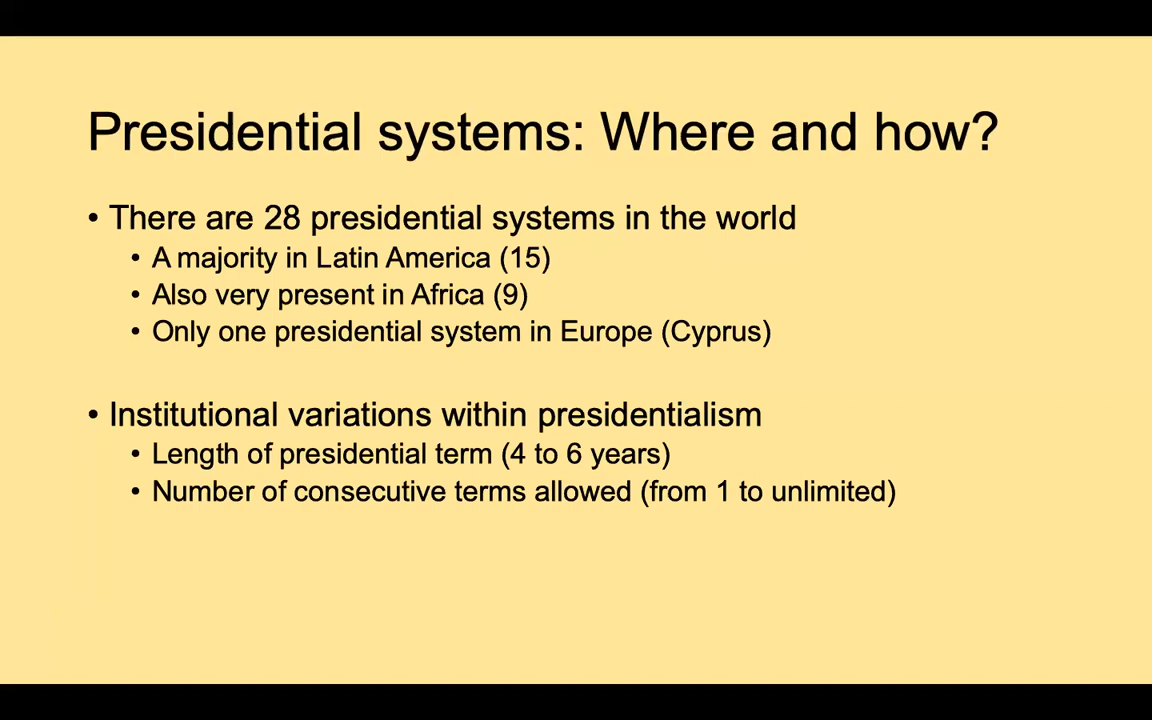 Presidential systems: Where and how?
• There are 28 presidential systems in the world
• A majority in Latin America (15)
• Also very present in Africa (9)
• Only one presidential system in Europe (Cyprus)
• Institutional variations within presidentialism
• Length of presidential term (4 to 6 years)
• Number of consecutive terms allowed (from 1 to unlimited)